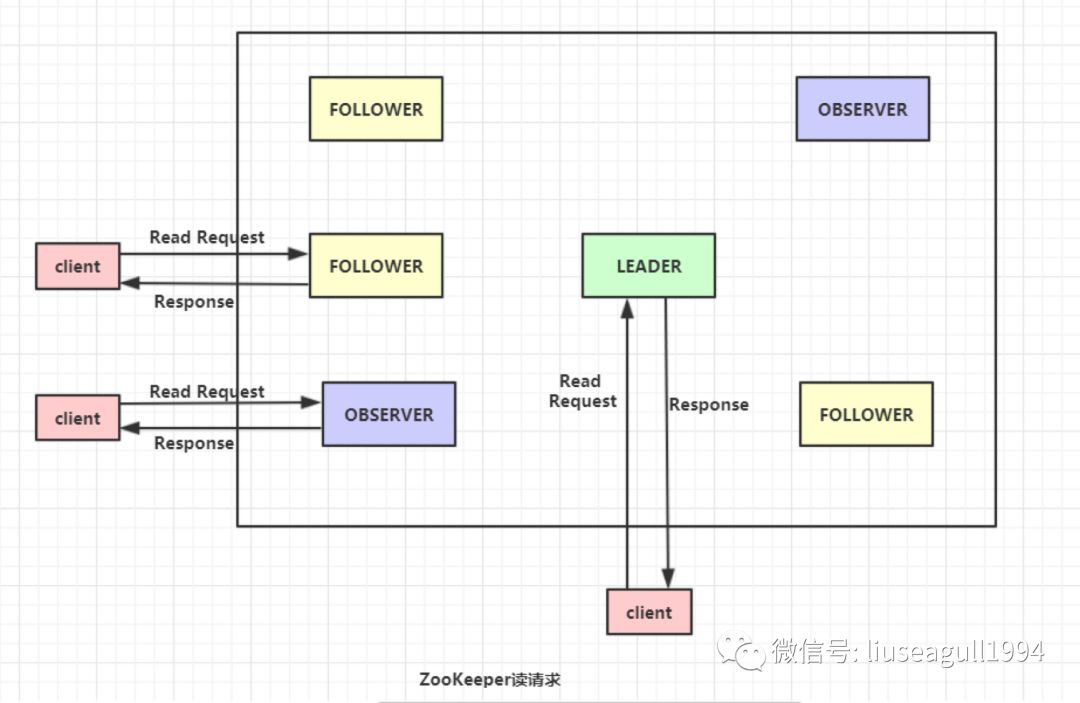 FOLLOWER
OBSERVER
Read Request
client
FOLLOWER
LEADER
Response
Read Request
client
OBSERVER
Response
Read
Request
Response
FOLLOWER
client
微信号: liuseagull1994
ZooKeeper读请求